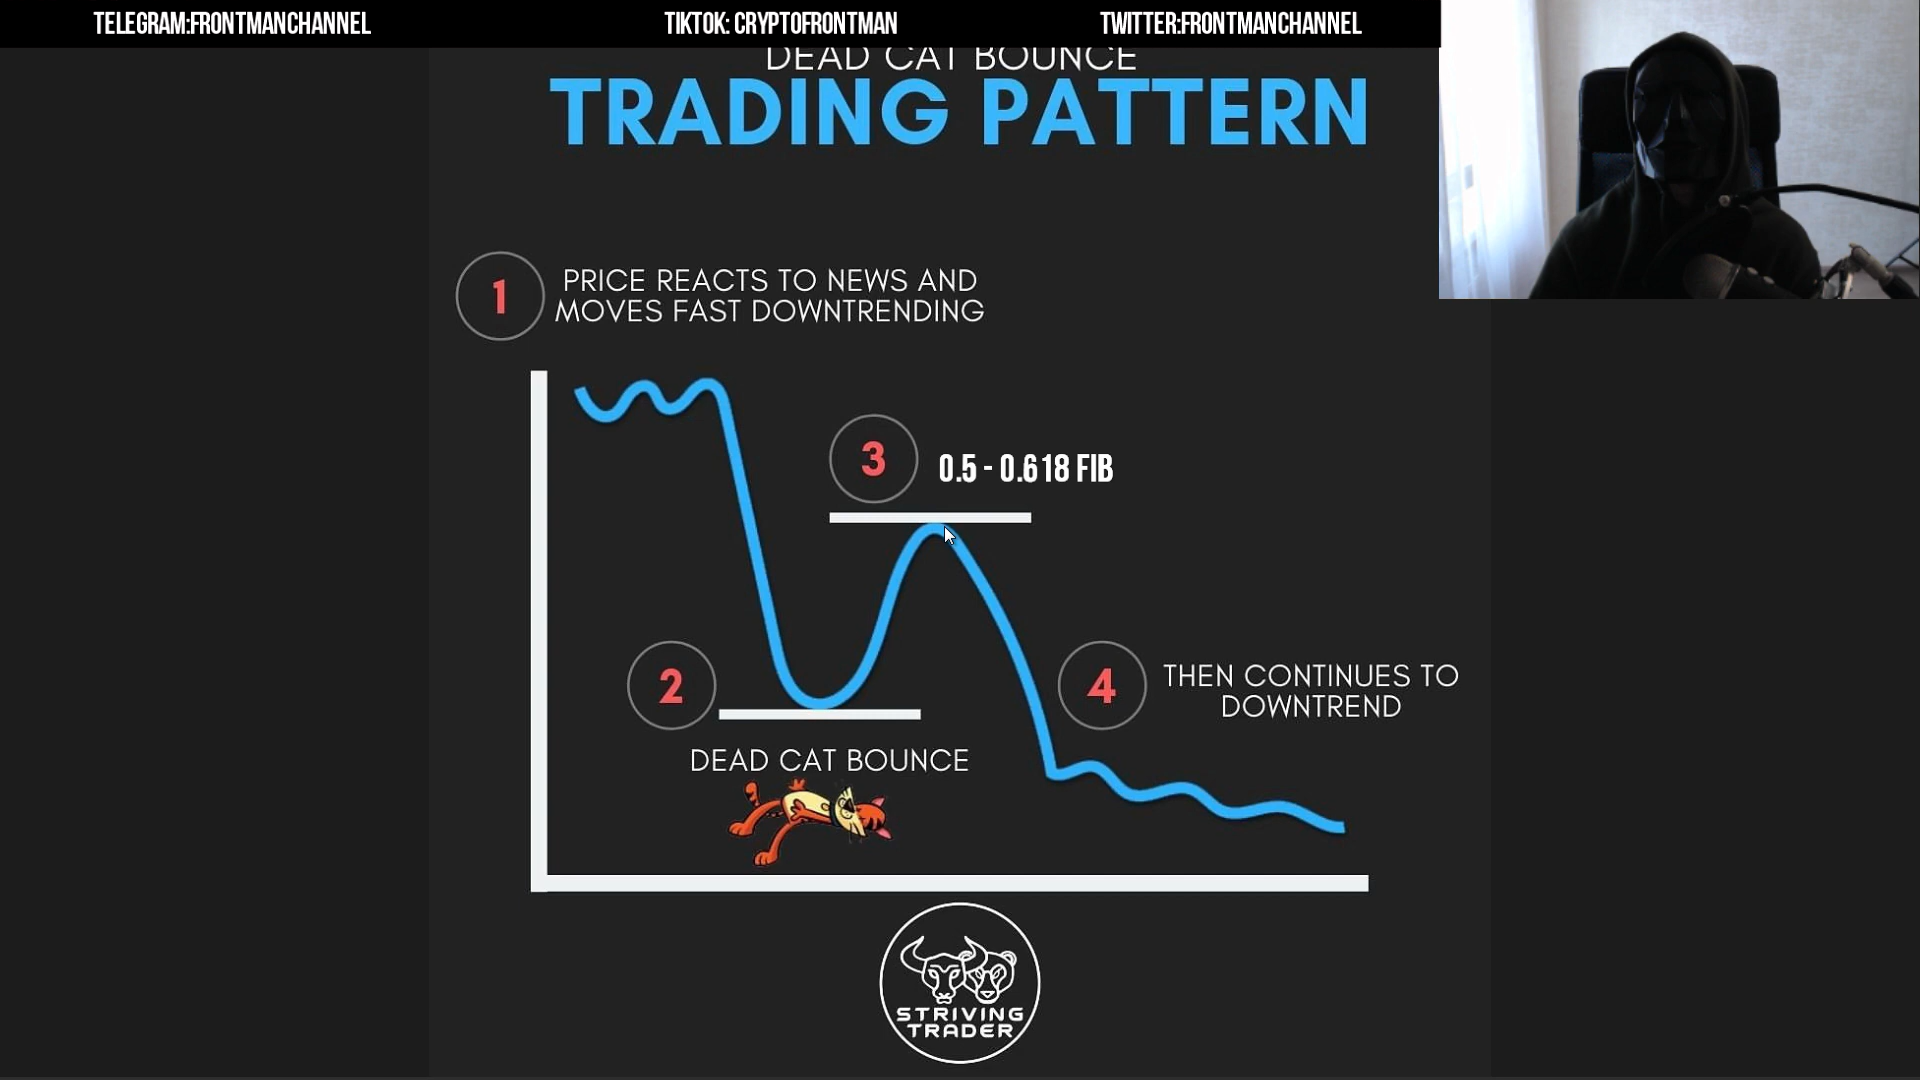 TELEGRAM:FRONTMANCHANNEL
TIKTOK: CRYPTOFRONTMAN
TWITTER:FRONTMANCHANNEL
DEAD CAT BOUNCE
TRADING PATTERN
1
PRICE REACTS TO NEWS AND
MOVES FAST DOWNTRENDING
3
0.5 - 0.618 FIB
2
DEAD CAT BOUNCE
4
THEN CONTINUES TO
DOWNTREND
STRIVING
TRADER